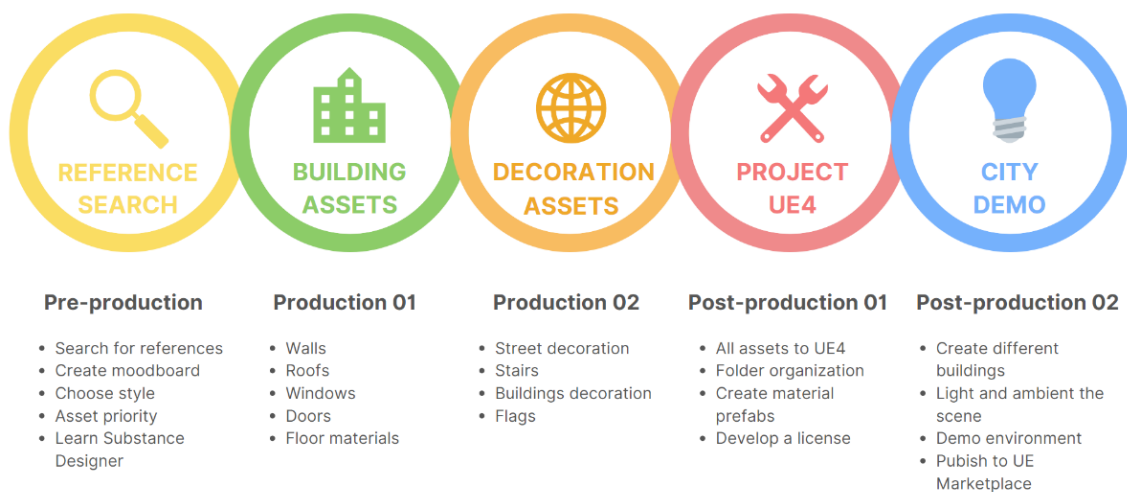 REFERENCE
SEARCH
BUILDING
ASSETS
DECORATION
ASSETS
PROJECT
UE4
CITY
DEMO
Pre-production
• Search for references
• Create moodboard
• Choose style
• Asset priority
• Learn Substance
Designer
Production 01
• Walls
• Roofs
• Windows
• Doors
• Floor materials
Production 02
• Street decoration
• Stairs
• Buildings decoration
• Flags
Post-production 01
• All assets to UE4
• Folder organization
• Create material
prefabs
• Develop a license
Post-production 02
• Create different
buildings
• Light and ambient the
scene
• Demo environment
• Pubish to UE
Marketplace